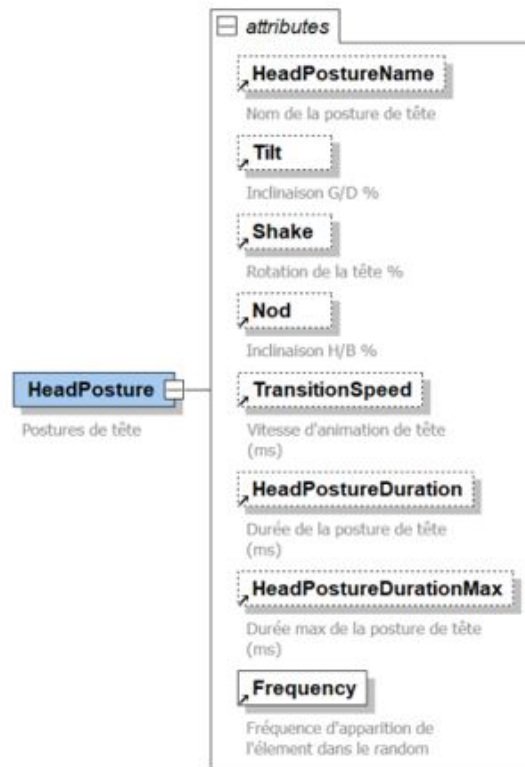 attributes
HeadPostureName
Nom de la posture de tête
Tilt
Inclinaison G/D %
Shake
Rotation de la tête %
Nod
Inclinaison H/B %
HeadPosture
Postures de tête
TransitionSpeed
Vitesse d'animation de tête
(ms)
HeadPostureDuration
Durée de la posture de tête
(ms)
HeadPostureDurationMax
Durée max de la posture de tête
(ms)
Frequency
Fréquence d'apparition de
l'élement dans le random